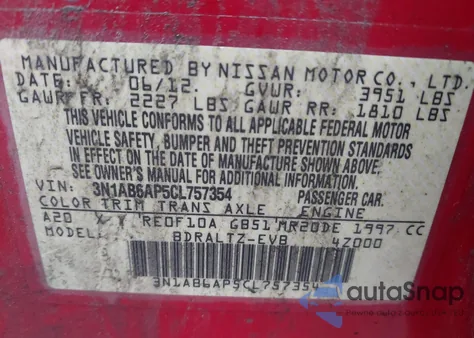 MANUFACTURED BY NISSAN MOTOR CO., LTD.
DATE: 06/12 GVWR: 3951 LBS
GAWR FR: 2227 LBS GAWR RR: 1810 LBS
THIS VEHICLE CONFORMS TO ALL APPLICABLE FEDERAL MOTOR
VEHICLE SAFETY, BUMPER AND THEFT PREVENTION STANDARDS
IN EFFECT ON THE DATE OF MANUFACTURE SHOWN ABOVE.
SEE OWNER'S MANUAL FOR ADDITIONAL INFORMATION.
VIN: 3N1AB6AP5CL757354 PASSENGER CAR
COLOR TRIM TRANS AXLE ENGINE
A20 RE0F10A GB51 MR20DE 1997 CC
MODEL: BDRALTZ-EVB 4Z000
3N1AB6AP5CL757354
autoSnap